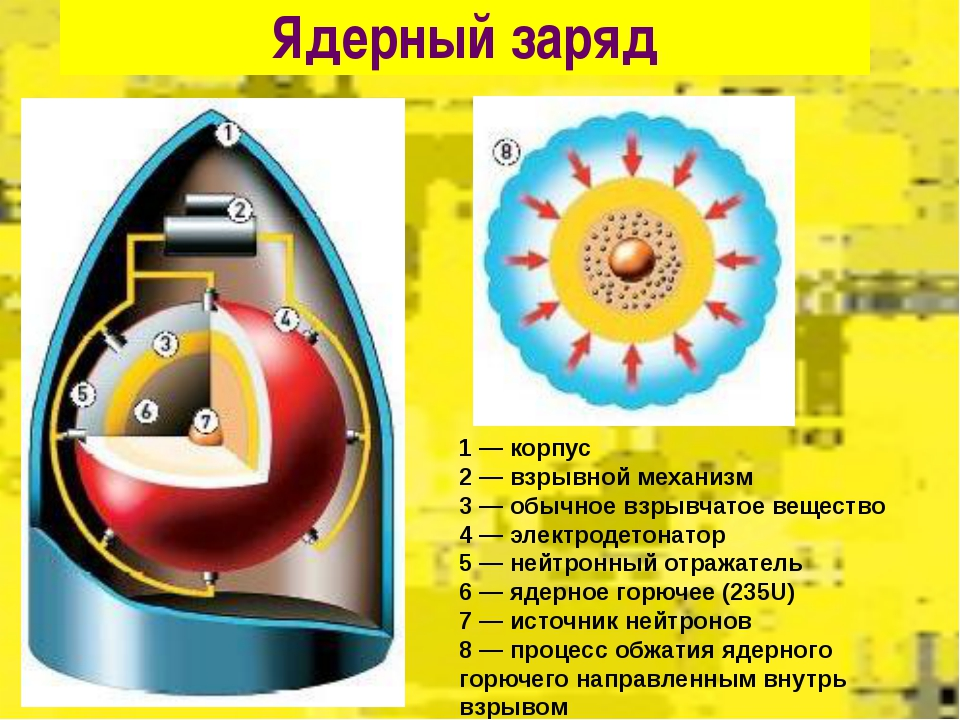 Ядерный заряд
1
2
3
4
5
6
7
8
1 — корпус
2 — взрывной механизм
3 — обычное взрывчатое вещество
4 — электродетонатор
5 — нейтронный отражатель
6 — ядерное горючее (235U)
7 — источник нейтронов
8 — процесс обжатия ядерного
горючего направленным внутрь
взрывом